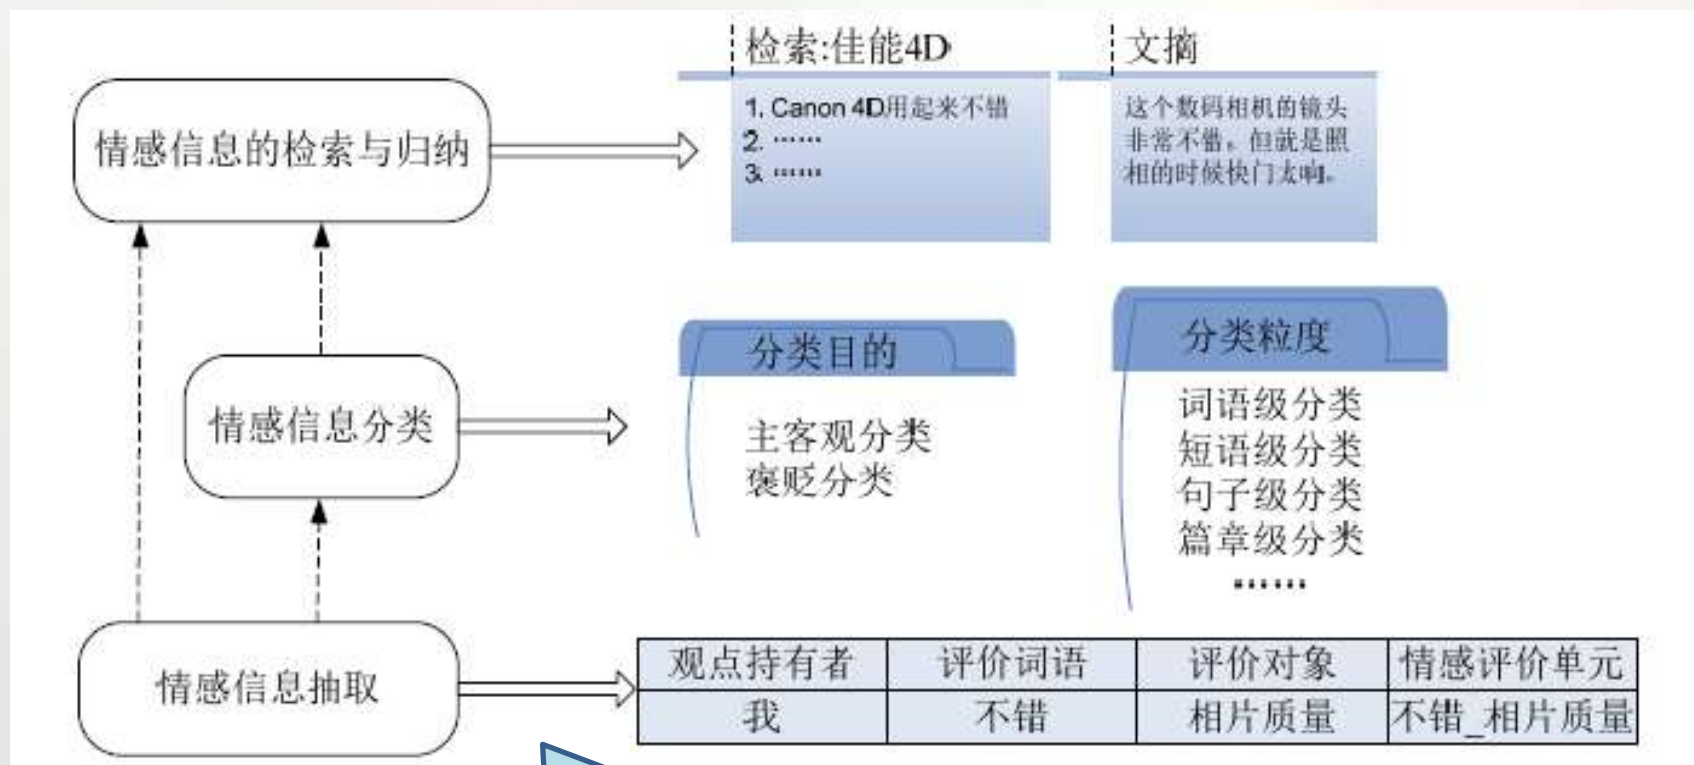 检索:佳能4D
1. Canon 4D用起来不错
2. ……
3. ……
文摘
这个数码相机的镜头
非常不错。但就是照
相的时候快门太响。
情感信息的检索与归纳
分类目的
主客观分类
褒贬分类
分类粒度
词语级分类
短语级分类
句子级分类
篇章级分类
……
情感信息分类
情感信息抽取
观点持有者 评价词语 评价对象 情感评价单元
我 不错 相片质量 不错_相片质量